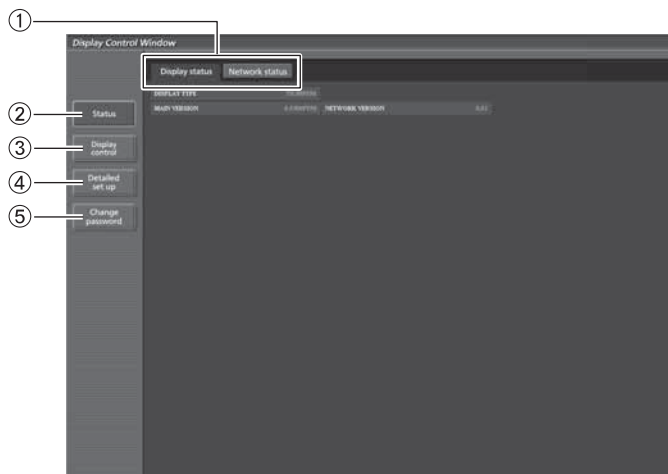 ①
Display Control Window
Display status Network status
DISPLAY TYPE
MAIN VERSION NETWORK VERSION
② Status
③ Display control
④ Detailed set up
⑤ Change password